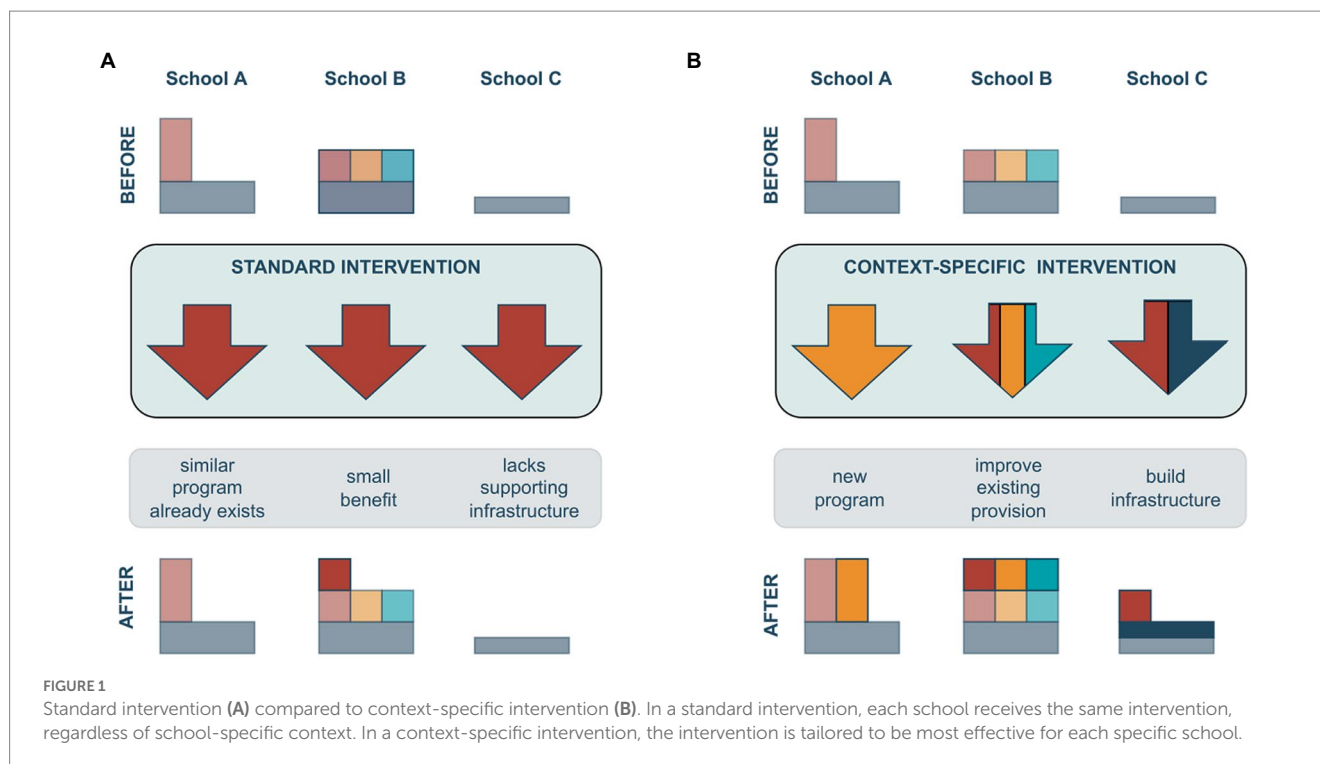 A
School A
School B
School C
BEFORE
STANDARD INTERVENTION
similar
program
already exists
small
benefit
lacks
supporting
infrastructure
AFTER
B
School A
School B
School C
BEFORE
CONTEXT-SPECIFIC INTERVENTION
new
program
improve
existing
provision
build
infrastructure
AFTER
FIGURE 1
Standard intervention (A) compared to context-specific intervention (B). In a standard intervention, each school receives the same intervention,
regardless of school-specific context. In a context-specific intervention, the intervention is tailored to be most effective for each specific school.